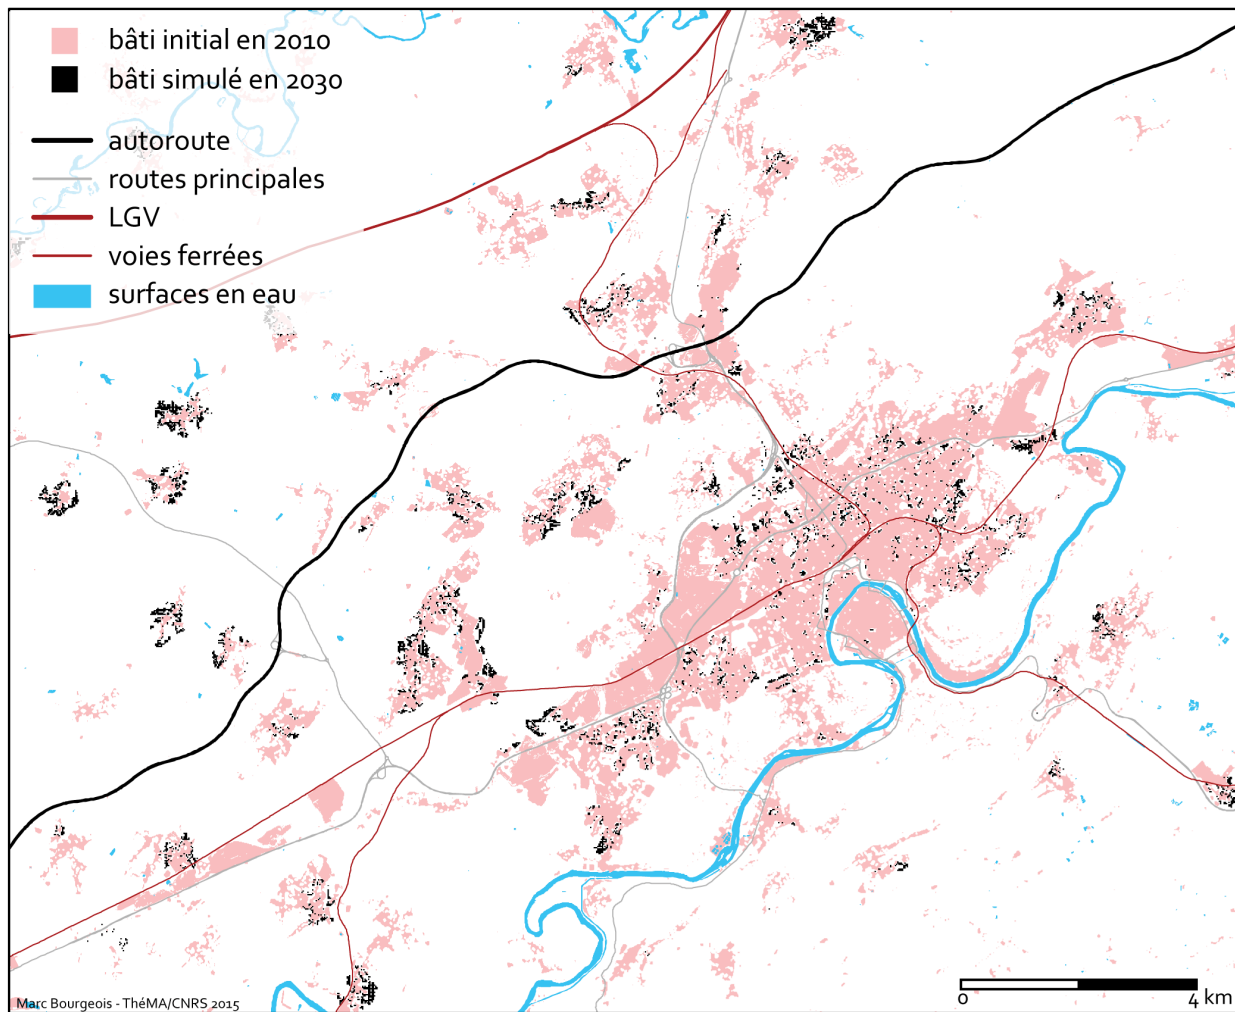 bâti initial en 2010
bâti simulé en 2030
autoroute
routes principales
LGV
voies ferrées
surfaces en eau
Marc Bourgeois - ThéMA/CNRS 2015
0 4 km